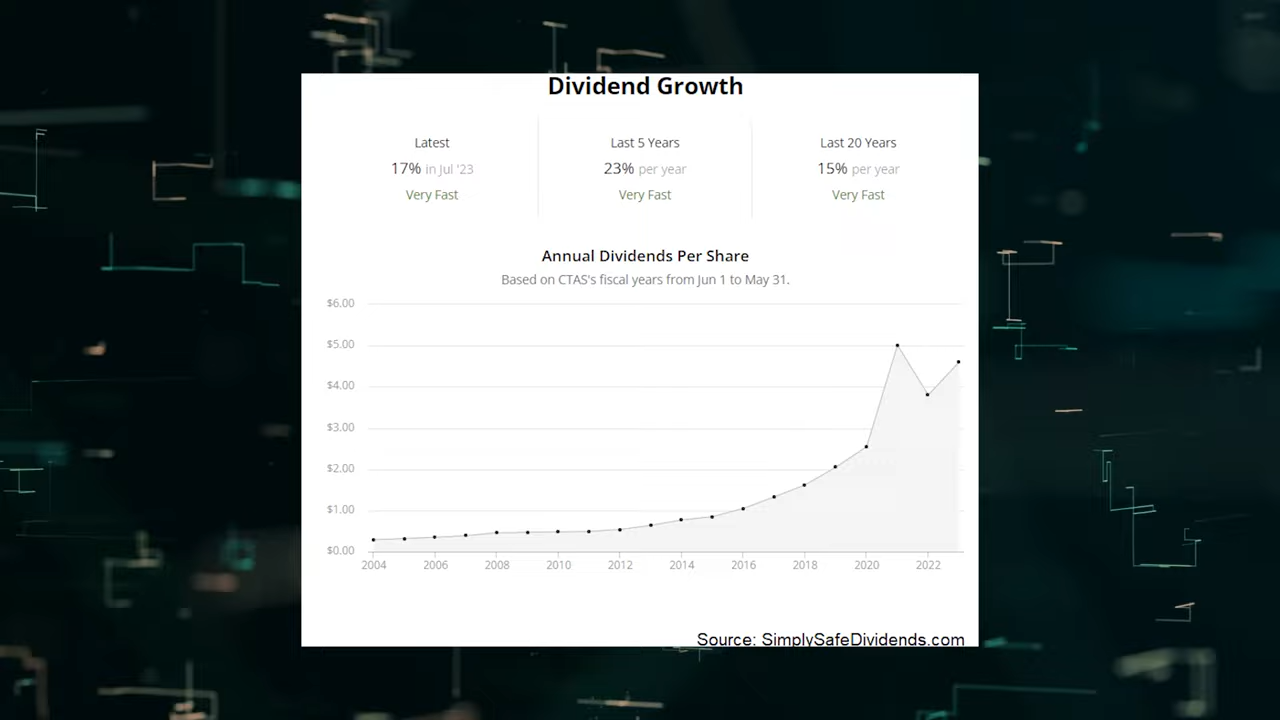 Dividend Growth
Latest
17% in Jul '23
Very Fast
Last 5 Years
23% per year
Very Fast
Last 20 Years
15% per year
Very Fast
Annual Dividends Per Share
Based on CTAS's fiscal years from Jun 1 to May 31.
$6.00
$5.00
$4.00
$3.00
$2.00
$1.00
$0.00
2004 2006 2008 2010 2012 2014 2016 2018 2020 2022
Source: SimplySafeDividends.com